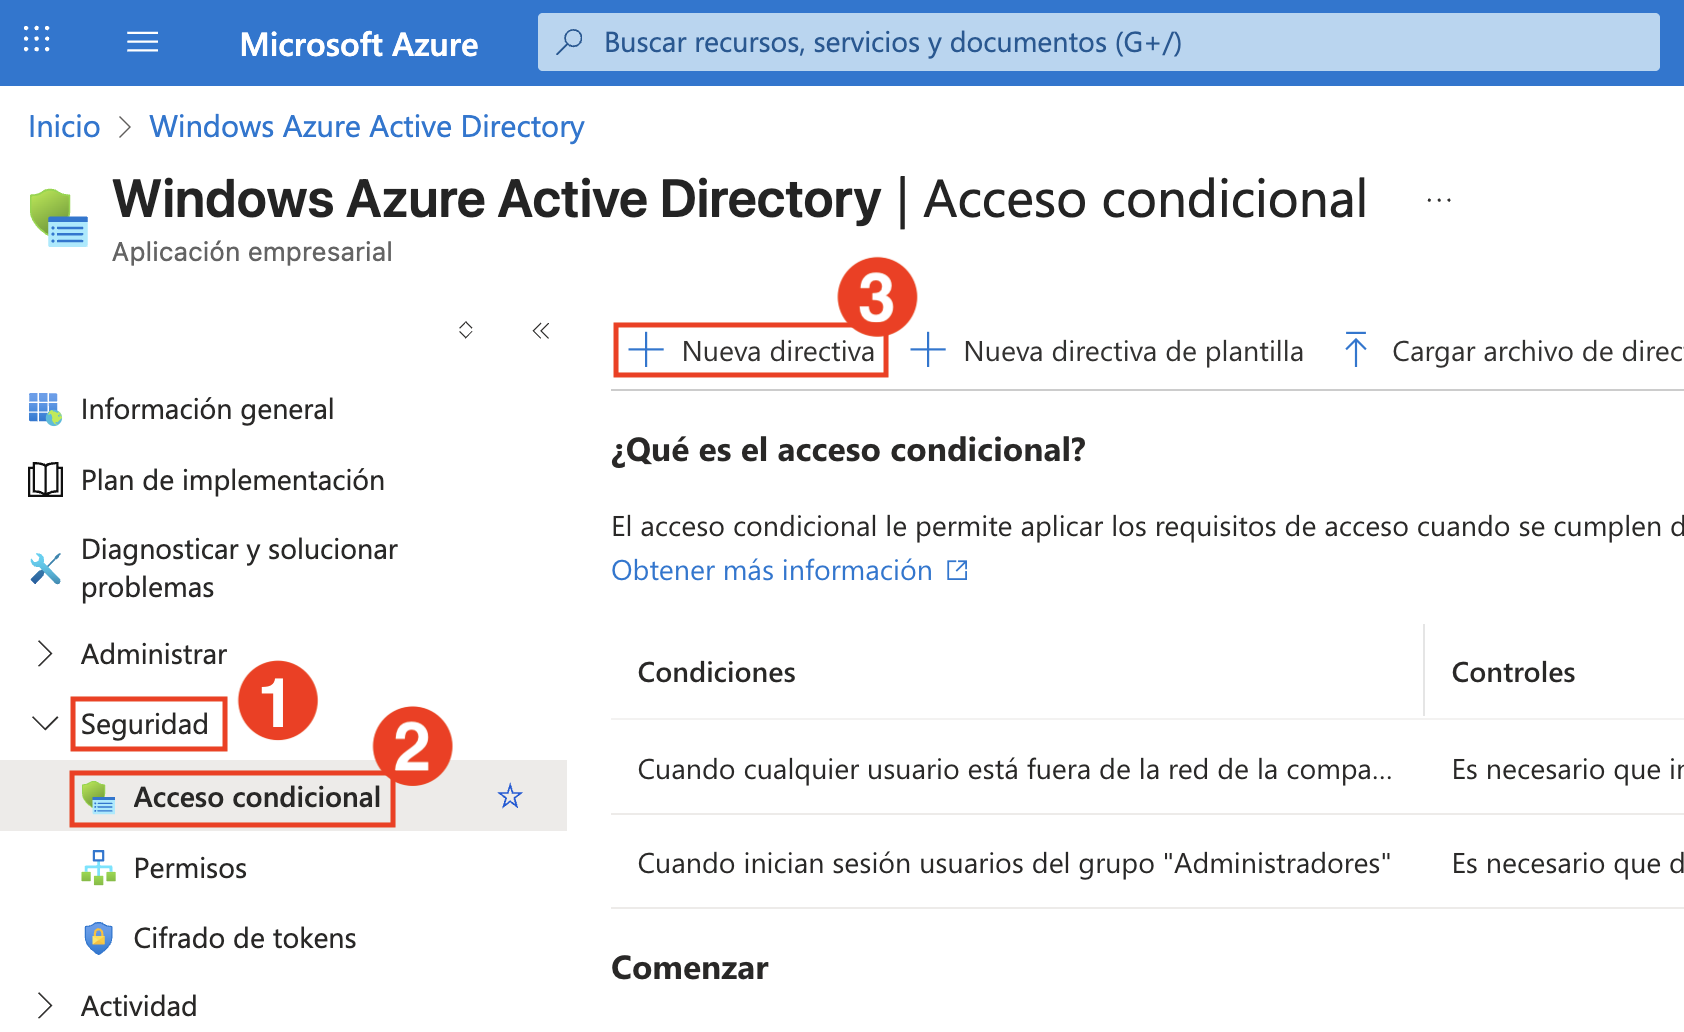 Microsoft Azure
Buscar recursos, servicios y documentos (G+/)
Inicio > Windows Azure Active Directory
Windows Azure Active Directory | Acceso condicional ...
Aplicación empresarial
Información general
Plan de implementación
Diagnosticar y solucionar
problemas
Administrar
Seguridad
1
Acceso condicional
2
Permisos
Cifrado de tokens
Actividad
3
Nueva directiva
Nueva directiva de plantilla
Cargar archivo de direc
¿Qué es el acceso condicional?
El acceso condicional le permite aplicar los requisitos de acceso cuando se cumplen d
Obtener más información
Condiciones Controles
Cuando cualquier usuario está fuera de la red de la compa... Es necesario que in
Cuando inician sesión usuarios del grupo "Administradores" Es necesario que d
Comenzar